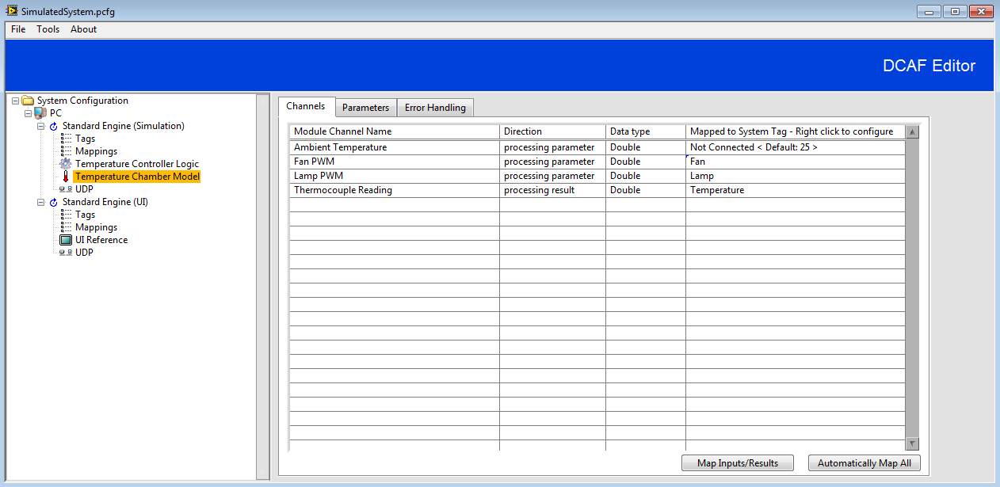 SimulatedSystem.pcfg
File Tools About
DCAF Editor
System Configuration
PC
Standard Engine (Simulation)
Tags
Mappings
Temperature Controller Logic
Temperature Chamber Model
UDP
Standard Engine (UI)
Tags
Mappings
UI Reference
UDP
Channels Parameters Error Handling
Module Channel Name Direction Data type Mapped to System Tag - Right click to configure
Ambient Temperature processing parameter Double Not Connected < Default: 25 >
Fan PWM processing parameter Double Fan
Lamp PWM processing parameter Double Lamp
Thermocouple Reading processing result Double Temperature
Map Inputs/Results Automatically Map All